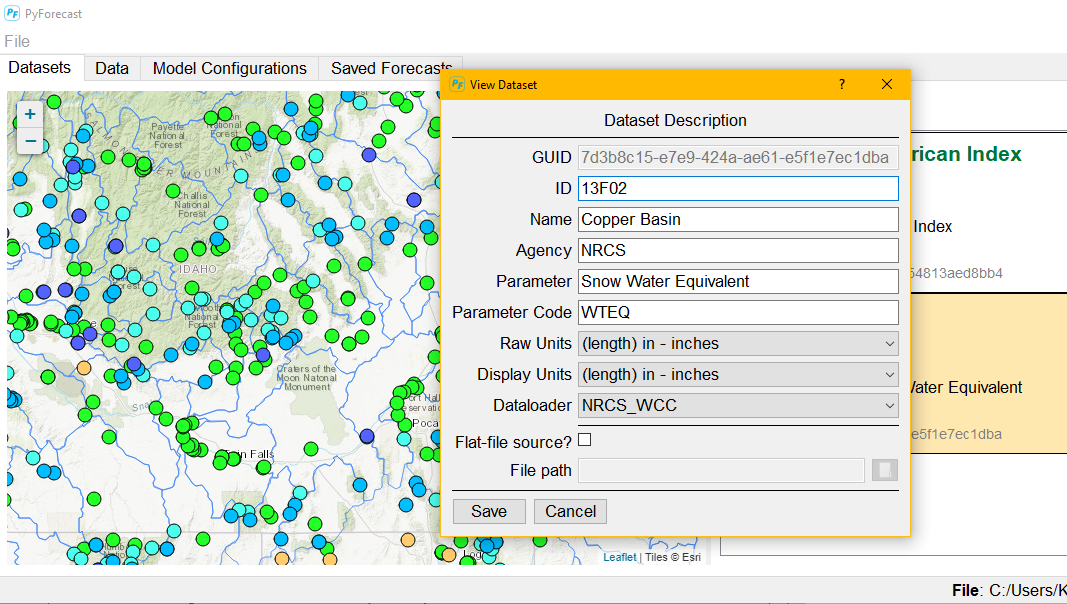 PyForecast
File
Datasets
Data
Model Configurations
Saved Forecasts
View Dataset
?
Dataset Description
GUID 7d3b8c15-e7e9-424a-ae61-e5f1e7ec1dba
ID 13F02
Name Copper Basin
Agency NRCS
Parameter Snow Water Equivalent
Parameter Code WTEQ
Raw Units (length) in - inches
Display Units (length) in - inches
Dataloader NRCS_WCC
Flat-file source?
File path
Save
Cancel
+
−
Payette
National
Forest
National
Forest
Challis
National
Forest
IDAHO
National
Forest
Craters of the
Moon National
Monument
Poca
Falls
Leaflet | Tiles © Esri
rican Index
Index
64813aed8bb4
Water Equivalent
e5f1e7ec1dba
File: C:/Users/K